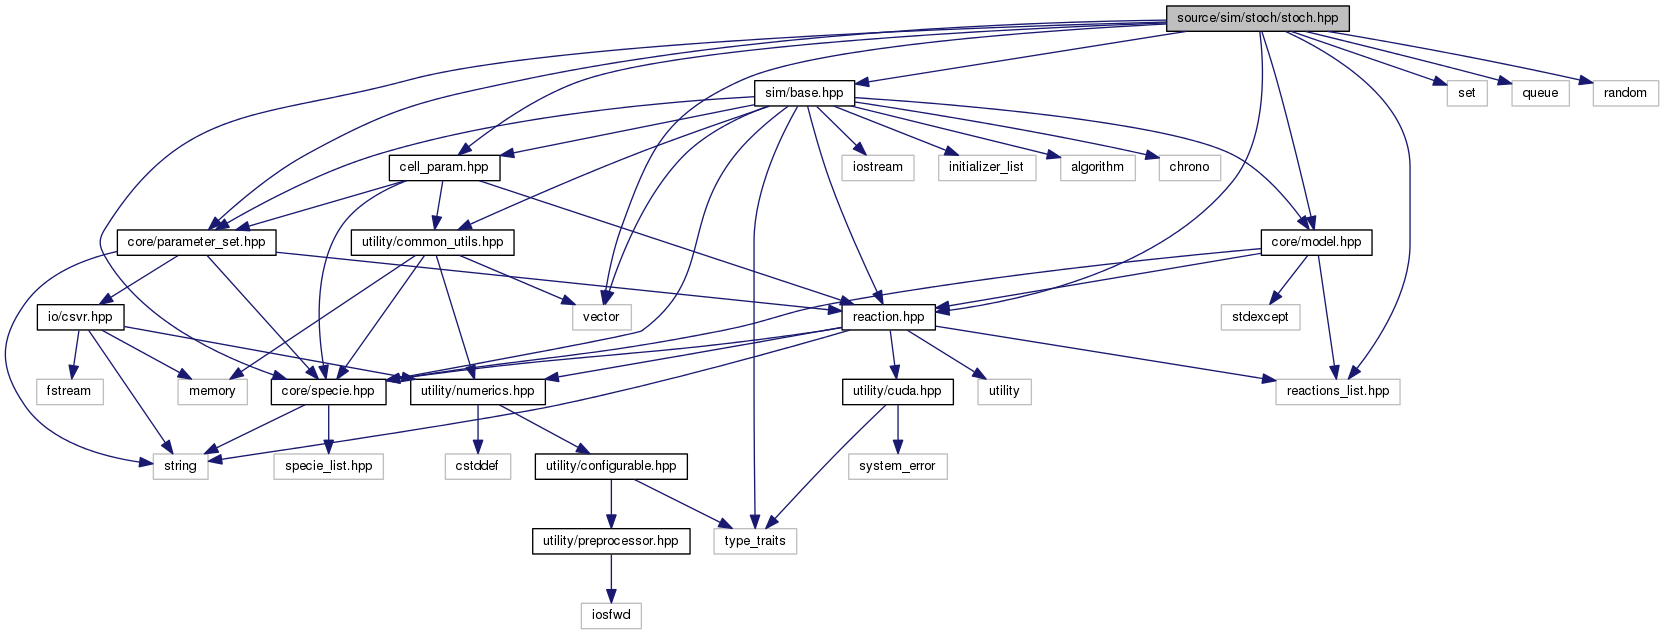 source/sim/stoch/stoch.hpp
sim/base.hpp
set
queue
random
cell_param.hpp
iostream
initializer_list
algorithm
chrono
core/parameter_set.hpp
utility/common_utils.hpp
core/model.hpp
io/csvr.hpp
vector
reaction.hpp
stdexcept
fstream
memory
core/specie.hpp
utility/numerics.hpp
utility/cuda.hpp
utility
reactions_list.hpp
string
specie_list.hpp
cstddef
utility/configurable.hpp
system_error
utility/preprocessor.hpp
type_traits
iosfwd